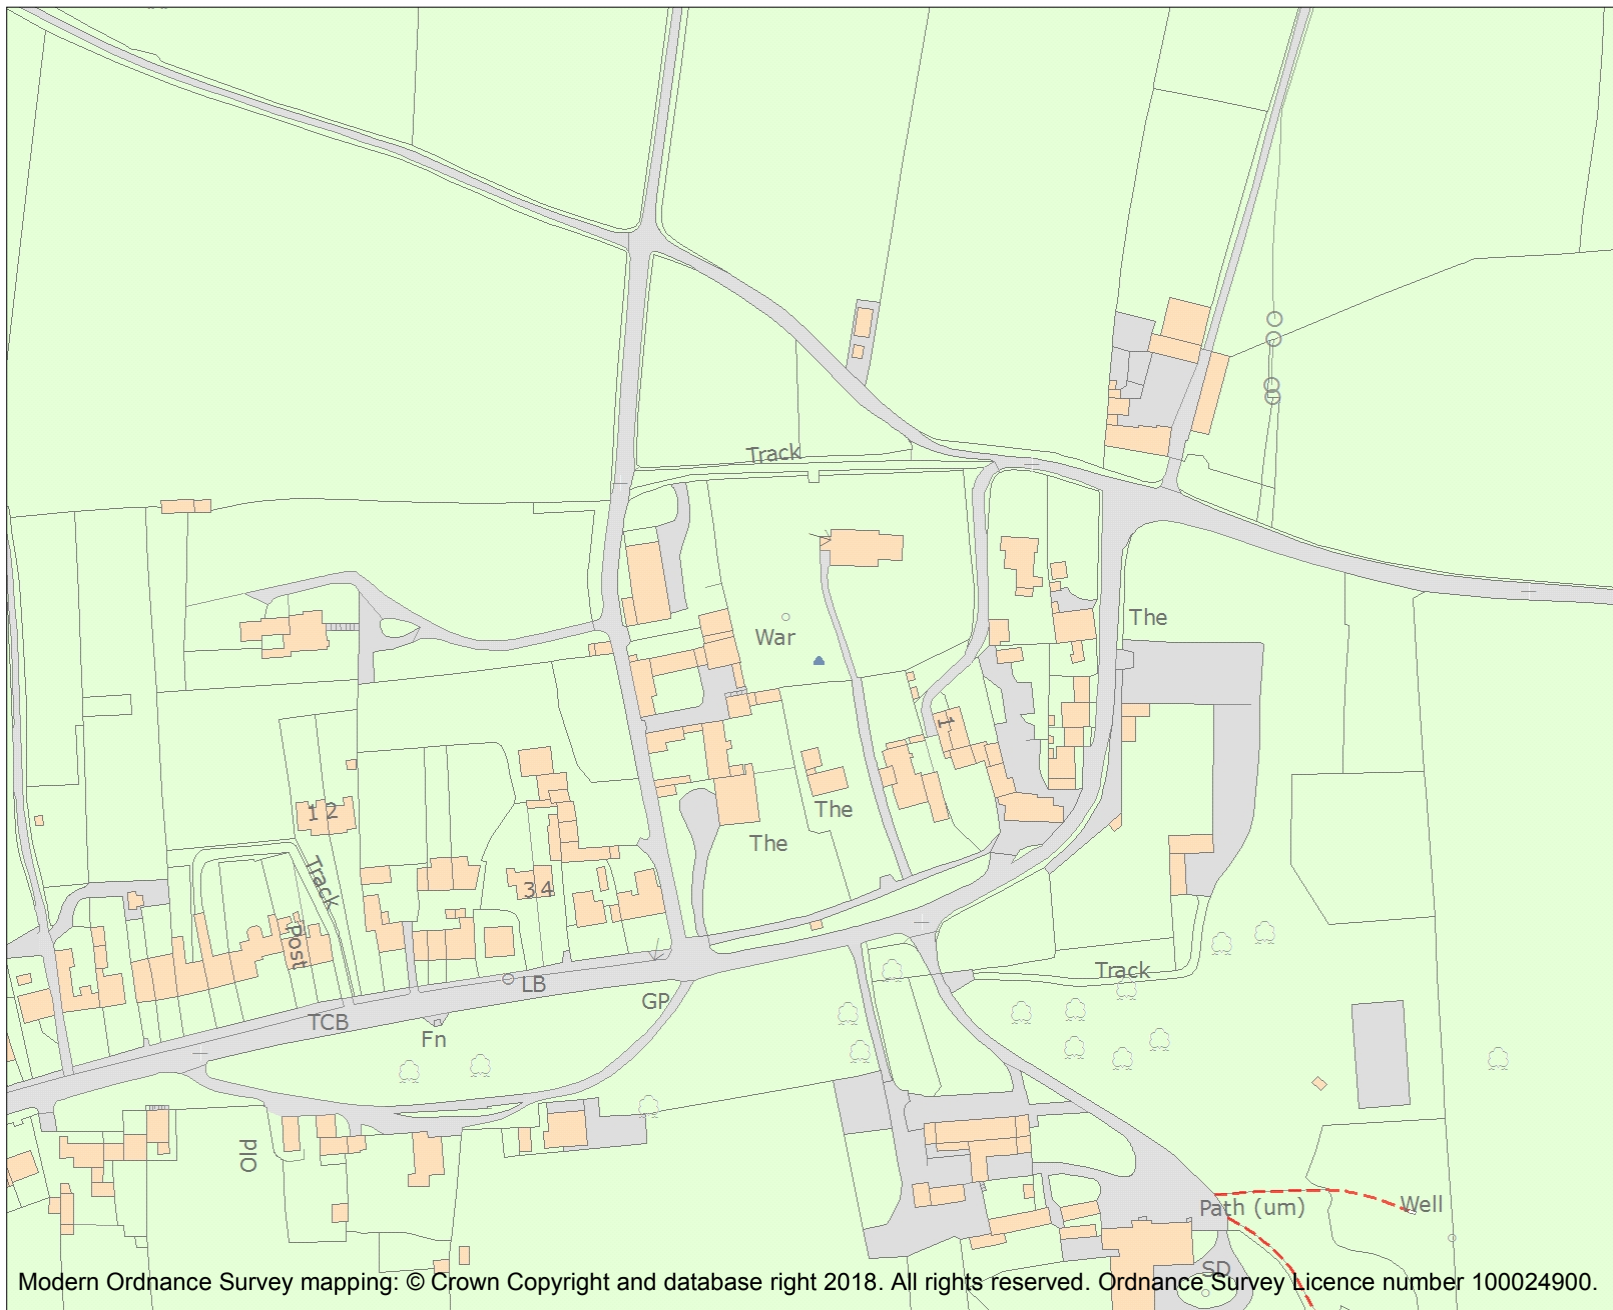 Track
The
War
1
The
The
1 2
Track
3 4
Post
LB
Track
GP
TCB
Fn
Old
Path (um)
Well
SD
Modern Ordnance Survey mapping: © Crown Copyright and database right 2018. All rights reserved. Ordnance Survey Licence number 100024900.